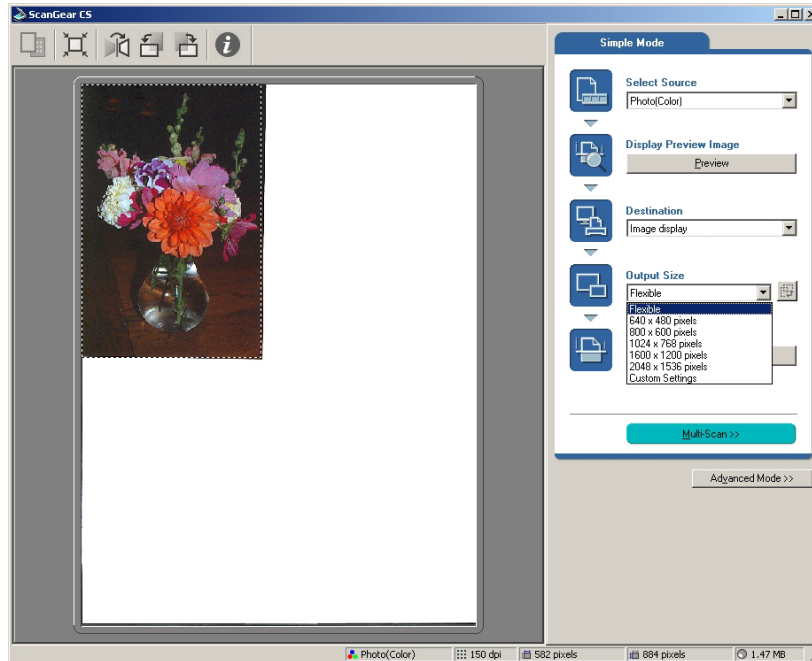 ScanGear CS
Simple Mode
Select Source
Photo(Color)
Display Preview Image
Preview
Destination
Image display
Output Size
Flexible
Flexible
640 x 480 pixels
800 x 600 pixels
1024 x 768 pixels
1600 x 1200 pixels
2048 x 1536 pixels
Custom Settings
Multi-Scan >>
Advanced Mode >>
Photo(Color) 150 dpi 582 pixels 884 pixels 1.47 MB